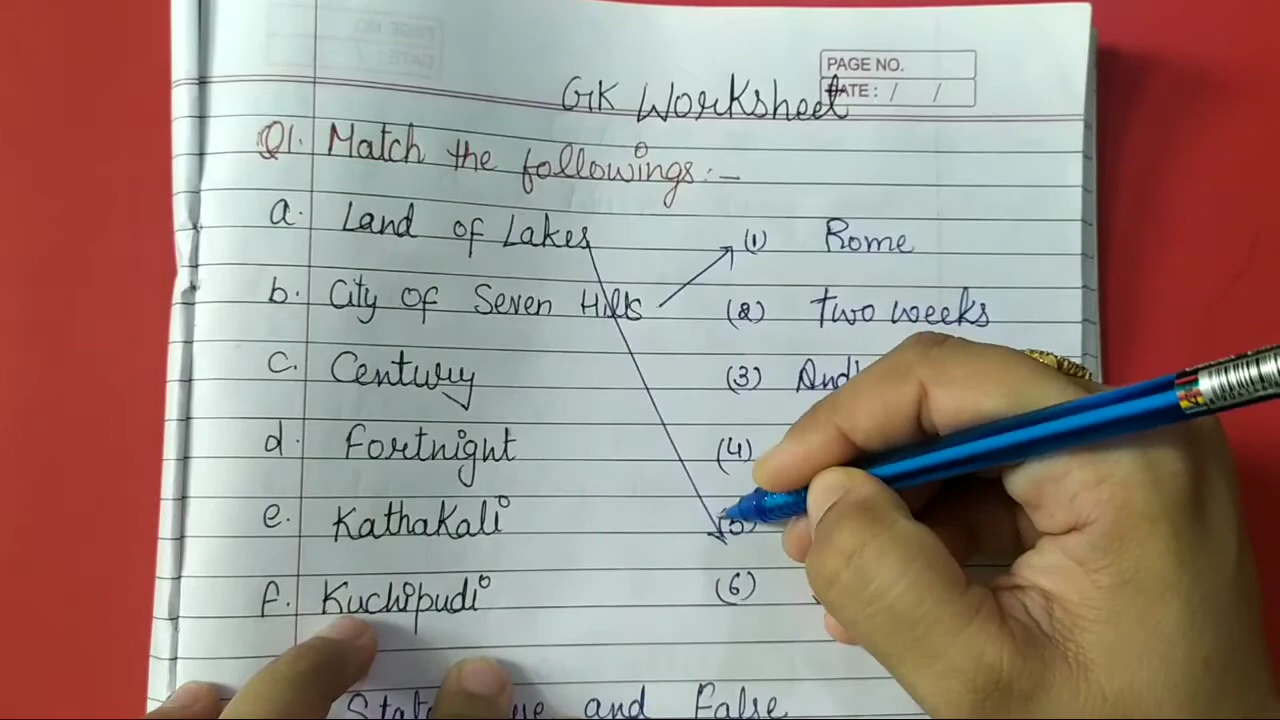 PAGE NO.
DATE: / /
GK Worksheet
Q1. Match the followings:-
a. Land of Lakes (1) Rome
b. City of Seven Hills (2) Two weeks
c. Century (3)
d. Fortnight (4)
e. Kathakali (5)
f. Kuchipudi (6)
and False